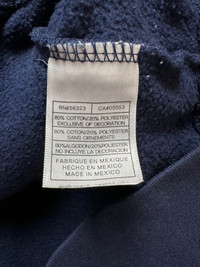 RN#56323 CA#05553
80% COTTON/20% POLYESTER
EXCLUSIVE OF DECORATION
80% COTON/20% POLYESTER
SANS ORNEMENTS
80%ALGODON/20% POLIESTER
NO INCLUYE LA DECORACION
FABRIQUE EN MEXIQUE
HECHO EN MEXICO
MADE IN MEXICO